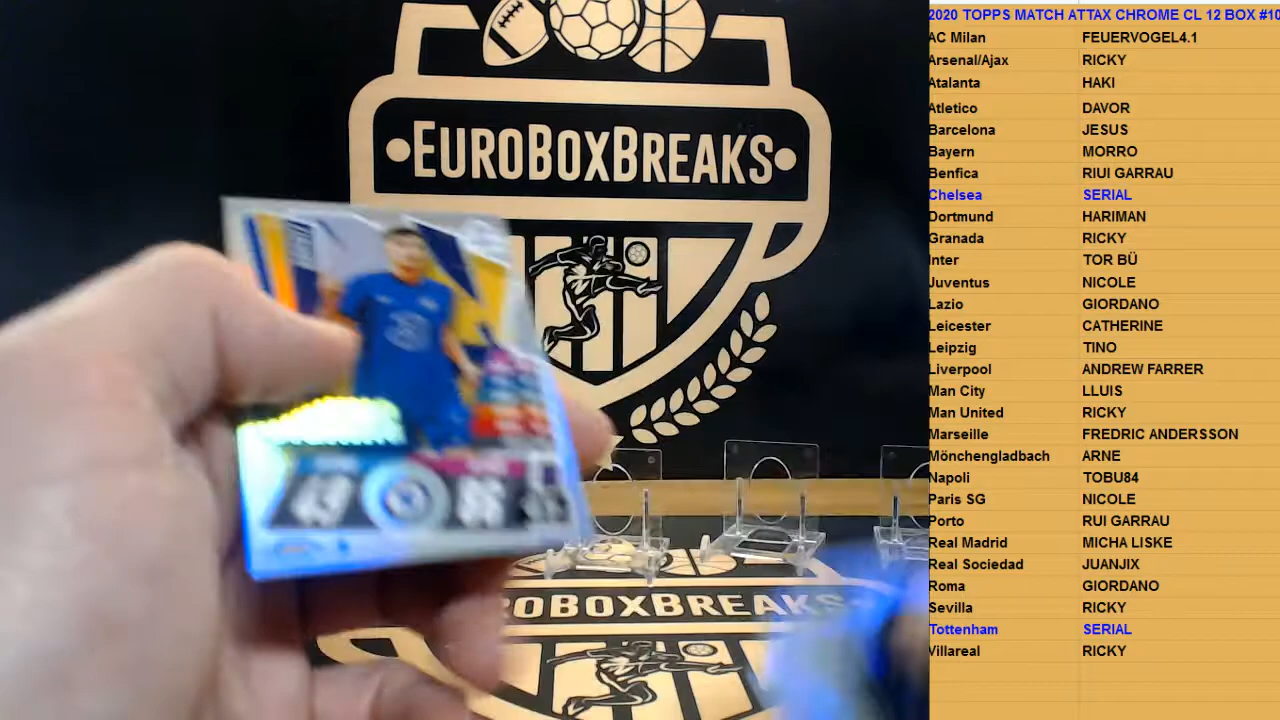 EUROBOXBREAKS
49
86
ROBOXBREAKS
2020 TOPPS MATCH ATTAX CHROME CL 12 BOX #10
AC Milan FEUERVOGEL4.1
Arsenal/Ajax RICKY
Atalanta HAKI
Atletico DAVOR
Barcelona JESUS
Bayern MORRO
Benfica RIUI GARRAU
Chelsea SERIAL
Dortmund HARIMAN
Granada RICKY
Inter TOR BÜ
Juventus NICOLE
Lazio GIORDANO
Leicester CATHERINE
Leipzig TINO
Liverpool ANDREW FARRER
Man City LLUIS
Man United RICKY
Marseille FREDRIC ANDERSSON
Mönchengladbach ARNE
Napoli TOBU84
Paris SG NICOLE
Porto RUI GARRAU
Real Madrid MICHA LISKE
Real Sociedad JUANJIX
Roma GIORDANO
Sevilla RICKY
Tottenham SERIAL
Villareal RICKY